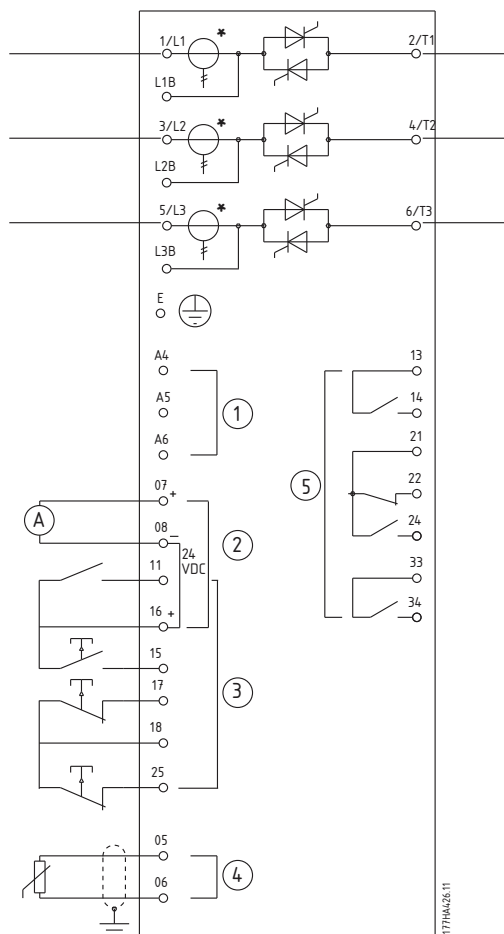 1/L1
*
2/T1
L1B
3/L2
*
4/T2
L2B
5/L3
*
6/T3
L3B
E
A4
A5
A6
1
07 +
08 −
A
2
24
VDC
11
16 +
15
17
3
18
25
05
06
4
13
14
21
22
5
24
33
34
177HA426.11